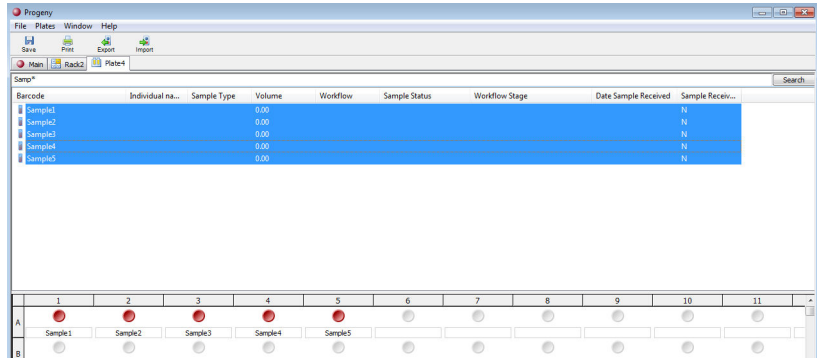 Progeny
File Plates Window Help
Save Print Export Import
Main Rack2 Plate4
Samp* Search
Barcode Individual na... Sample Type Volume Workflow Sample Status Workflow Stage Date Sample Received Sample Receiv...
Sample1 0.00 N
Sample2 0.00 N
Sample3 0.00 N
Sample4 0.00 N
Sample5 0.00 N
1 2 3 4 5 6 7 8 9 10 11
A
Sample1 Sample2 Sample3 Sample4 Sample5
B